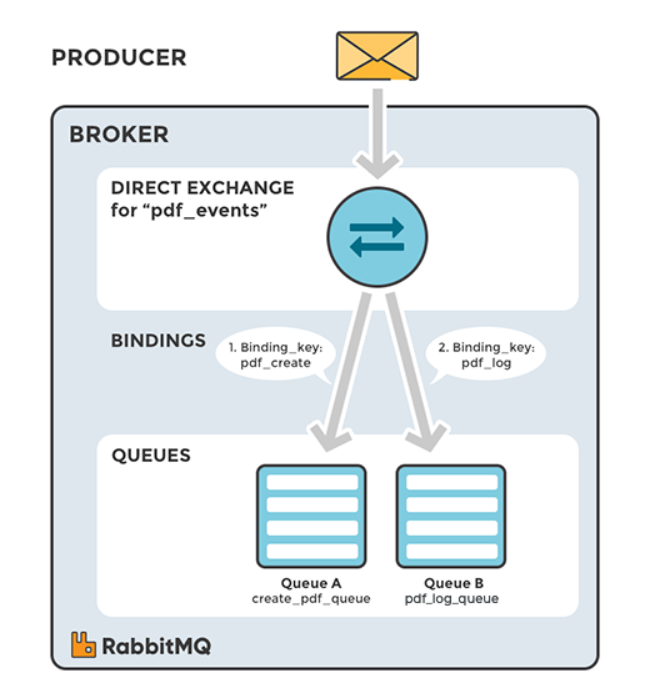 PRODUCER
BROKER
DIRECT EXCHANGE
for “pdf_events”
BINDINGS
1. Binding_key:
pdf_create
2. Binding_key:
pdf_log
QUEUES
Queue A
create_pdf_queue
Queue B
pdf_log_queue
RabbitMQ